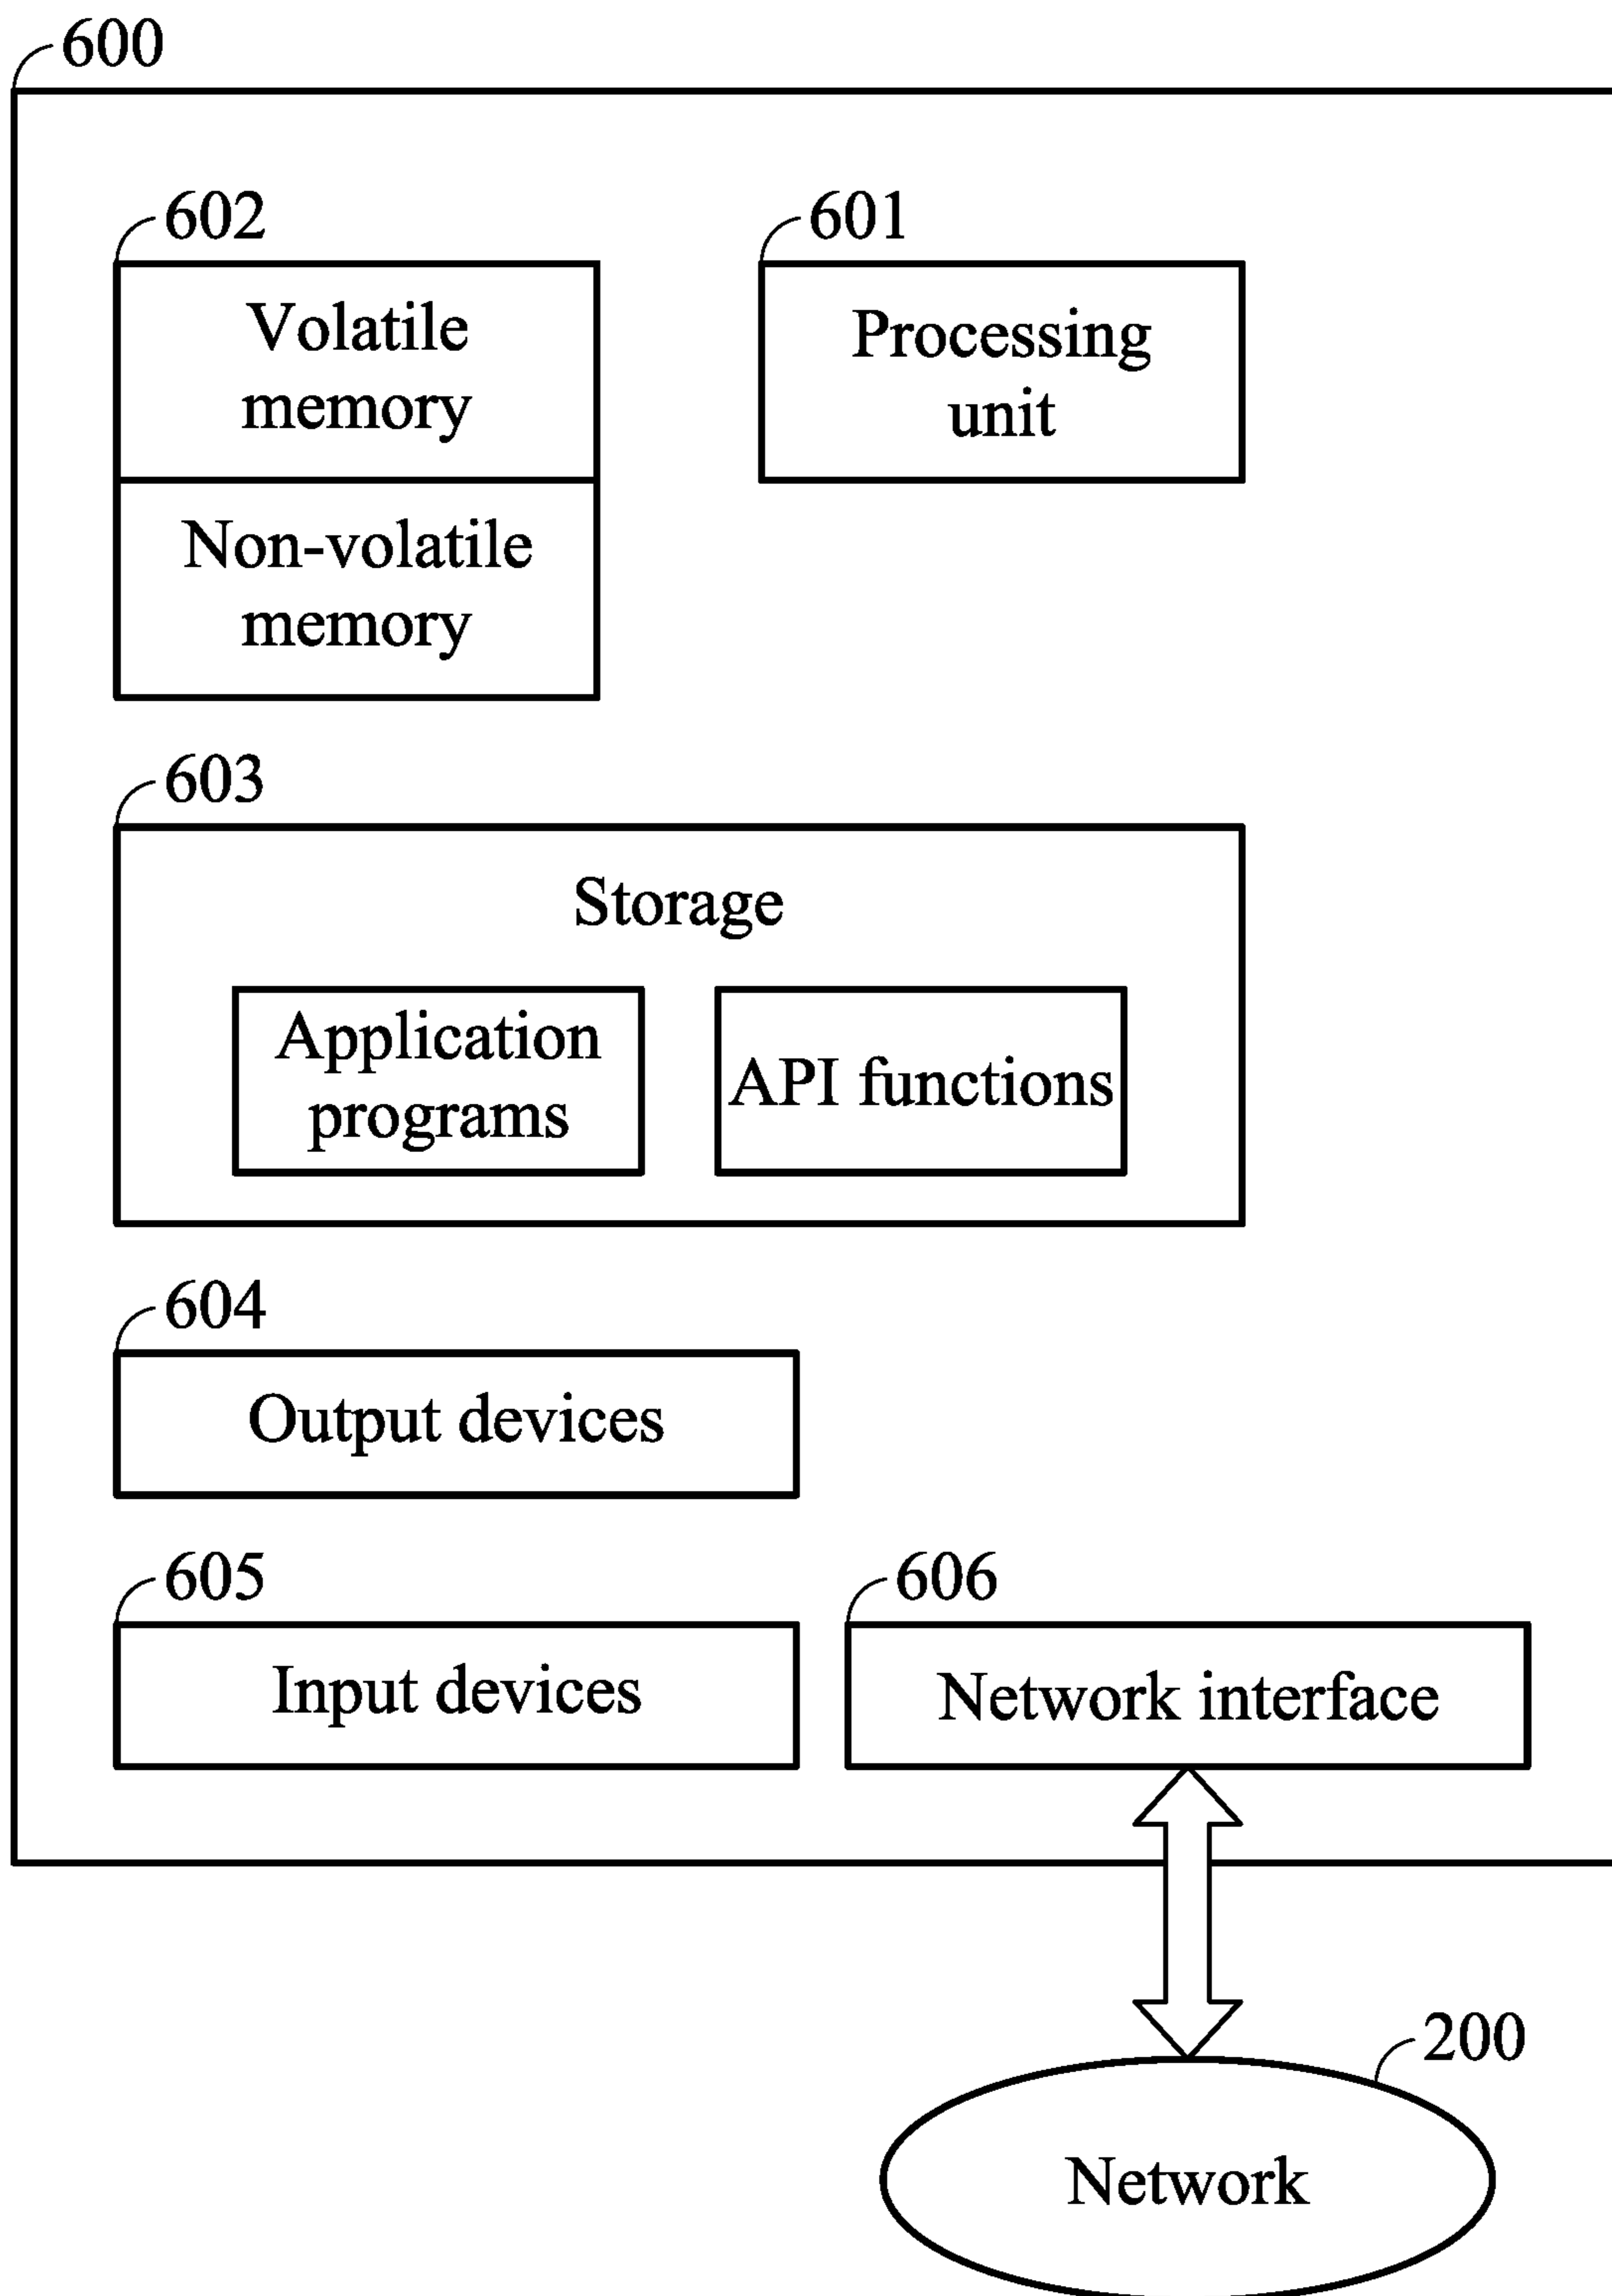 600
602
601
Volatile
memory
Processing
unit
Non-volatile
memory
603
Storage
Application
programs
API functions
604
Output devices
605
606
Input devices
Network interface
200
Network